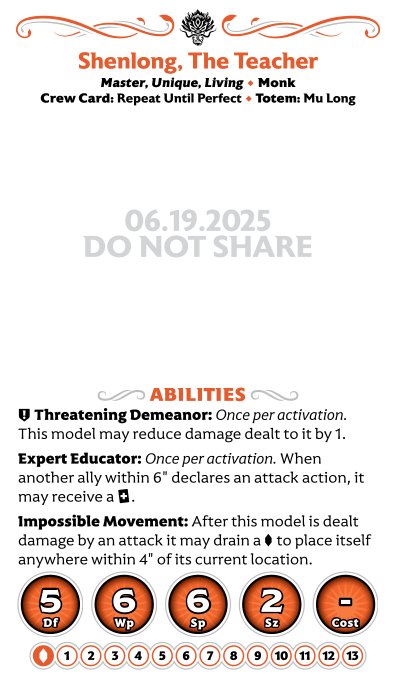 Shenlong, The Teacher
Master, Unique, Living ♦ Monk
Crew Card: Repeat Until Perfect ♦ Totem: Mu Long
06.19.2025
DO NOT SHARE
ABILITIES
Threatening Demeanor: Once per activation.
This model may reduce damage dealt to it by 1.
Expert Educator: Once per activation. When
another ally within 6" declares an attack action, it
may receive a +.
Impossible Movement: After this model is dealt
damage by an attack it may drain a to place itself
anywhere within 4" of its current location.
5 6 6 2 -
Df Wp Sp Sz Cost
1 2 3 4 5 6 7 8 9 10 11 12 13